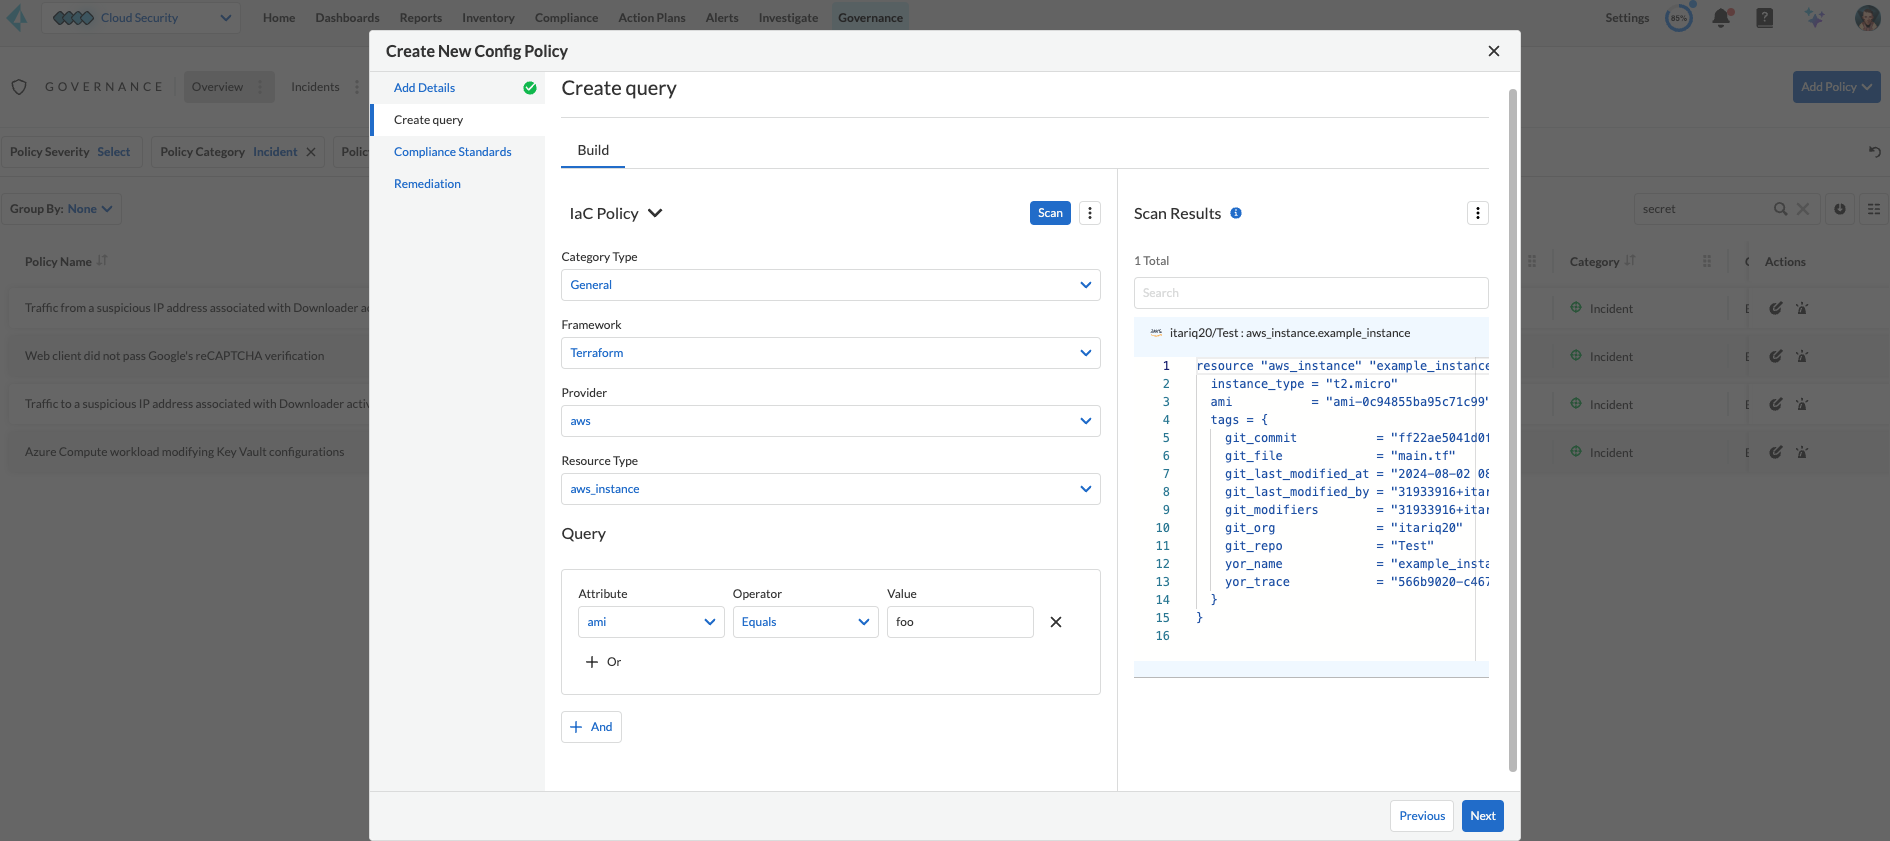 Cloud Security
Home
Dashboards
Reports
Inventory
Compliance
Action Plans
Alerts
Investigate
Governance
Settings
85%
Create New Config Policy
GOVERNANCE
Overview
Incidents
Add Policy
Policy Severity Select
Policy Category Incident
Group By: None
secret
Policy Name
Category
Actions
Traffic from a suspicious IP address associated with Downloader
Incident
Web client did not pass Google's reCAPTCHA verification
Incident
Traffic to a suspicious IP address associated with Downloader
Incident
Azure Compute workload modifying Key Vault configurations
Incident
Add Details
Create query
Compliance Standards
Remediation
Create query
Build
IaC Policy
Scan
Category Type
General
Framework
Terraform
Provider
aws
Resource Type
aws_instance
Query
Attribute
Operator
Value
ami
Equals
foo
Or
And
Scan Results
1 Total
Search
aws itariq20/Test : aws_instance.example_instance
1 resource "aws_instance" "example_instance
2 instance_type = "t2.micro"
3 ami = "ami-0c94855ba95c71c99"
4 tags = {
5 git_commit = "ff22ae5041d0f
6 git_file = "main.tf"
7 git_last_modified_at = "2024-08-02 08
8 git_last_modified_by = "31933916+itar
9 git_modifiers = "31933916+itar
10 git_org = "itariq20"
11 git_repo = "Test"
12 yor_name = "example_insta
13 yor_trace = "566b9020-c467
14 }
15 }
16
Previous
Next